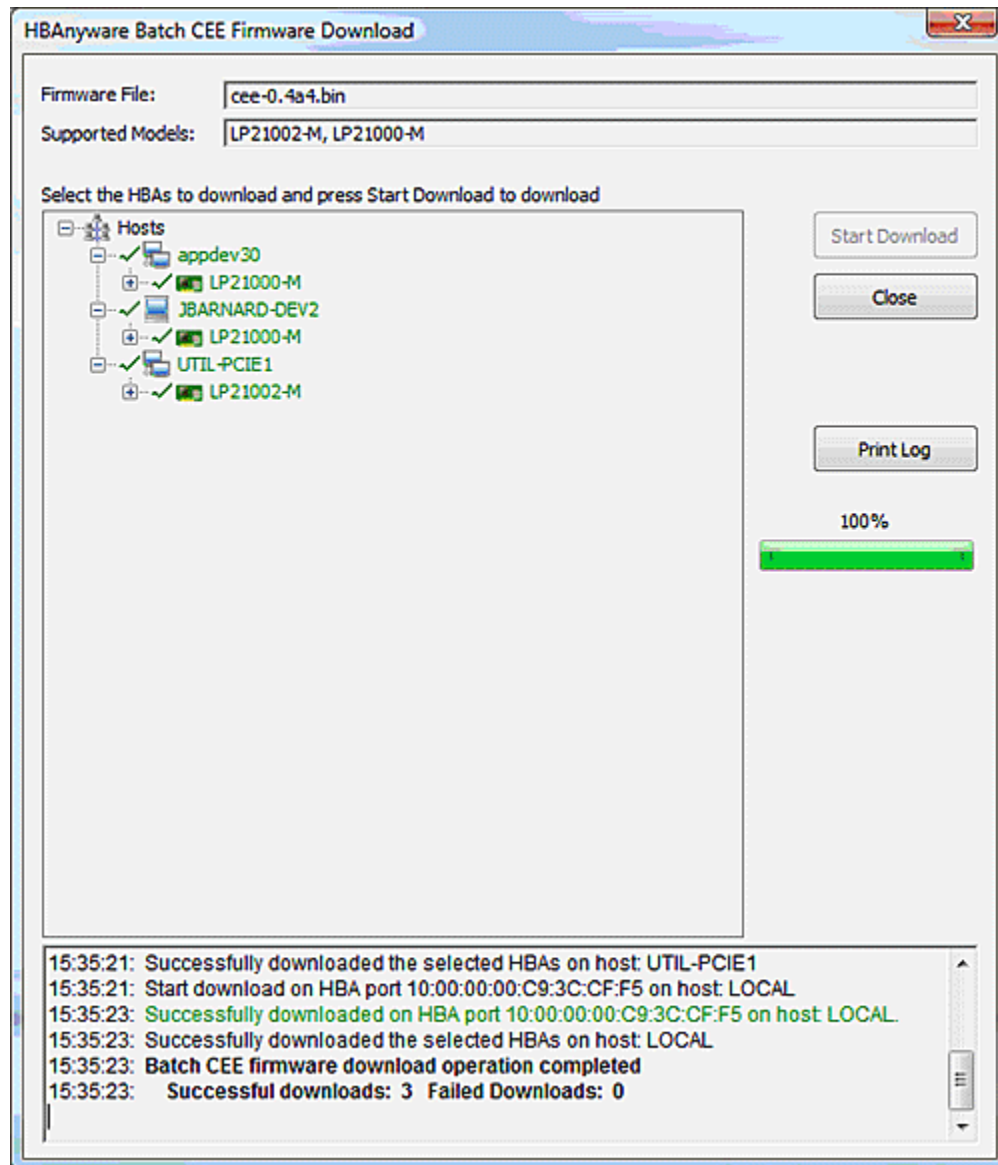 HBAnyware Batch CEE Firmware Download
Firmware File: cee-0.4a4.bin
Supported Models: LP21002-M, LP21000-M
Select the HBAs to download and press Start Download to download
Hosts
appdev30
LP21000-M
JBARNARD-DEV2
LP21000-M
UTIL-PCIE1
LP21002-M
Start Download
Close
Print Log
100%
15:35:21: Successfully downloaded the selected HBAs on host: UTIL-PCIE1
15:35:21: Start download on HBA port 10:00:00:00:C9:3C:CF:F5 on host: LOCAL
15:35:23: Successfully downloaded on HBA port 10:00:00:00:C9:3C:CF:F5 on host: LOCAL.
15:35:23: Successfully downloaded the selected HBAs on host: LOCAL
15:35:23: Batch CEE firmware download operation completed
15:35:23: Successful downloads: 3 Failed Downloads: 0